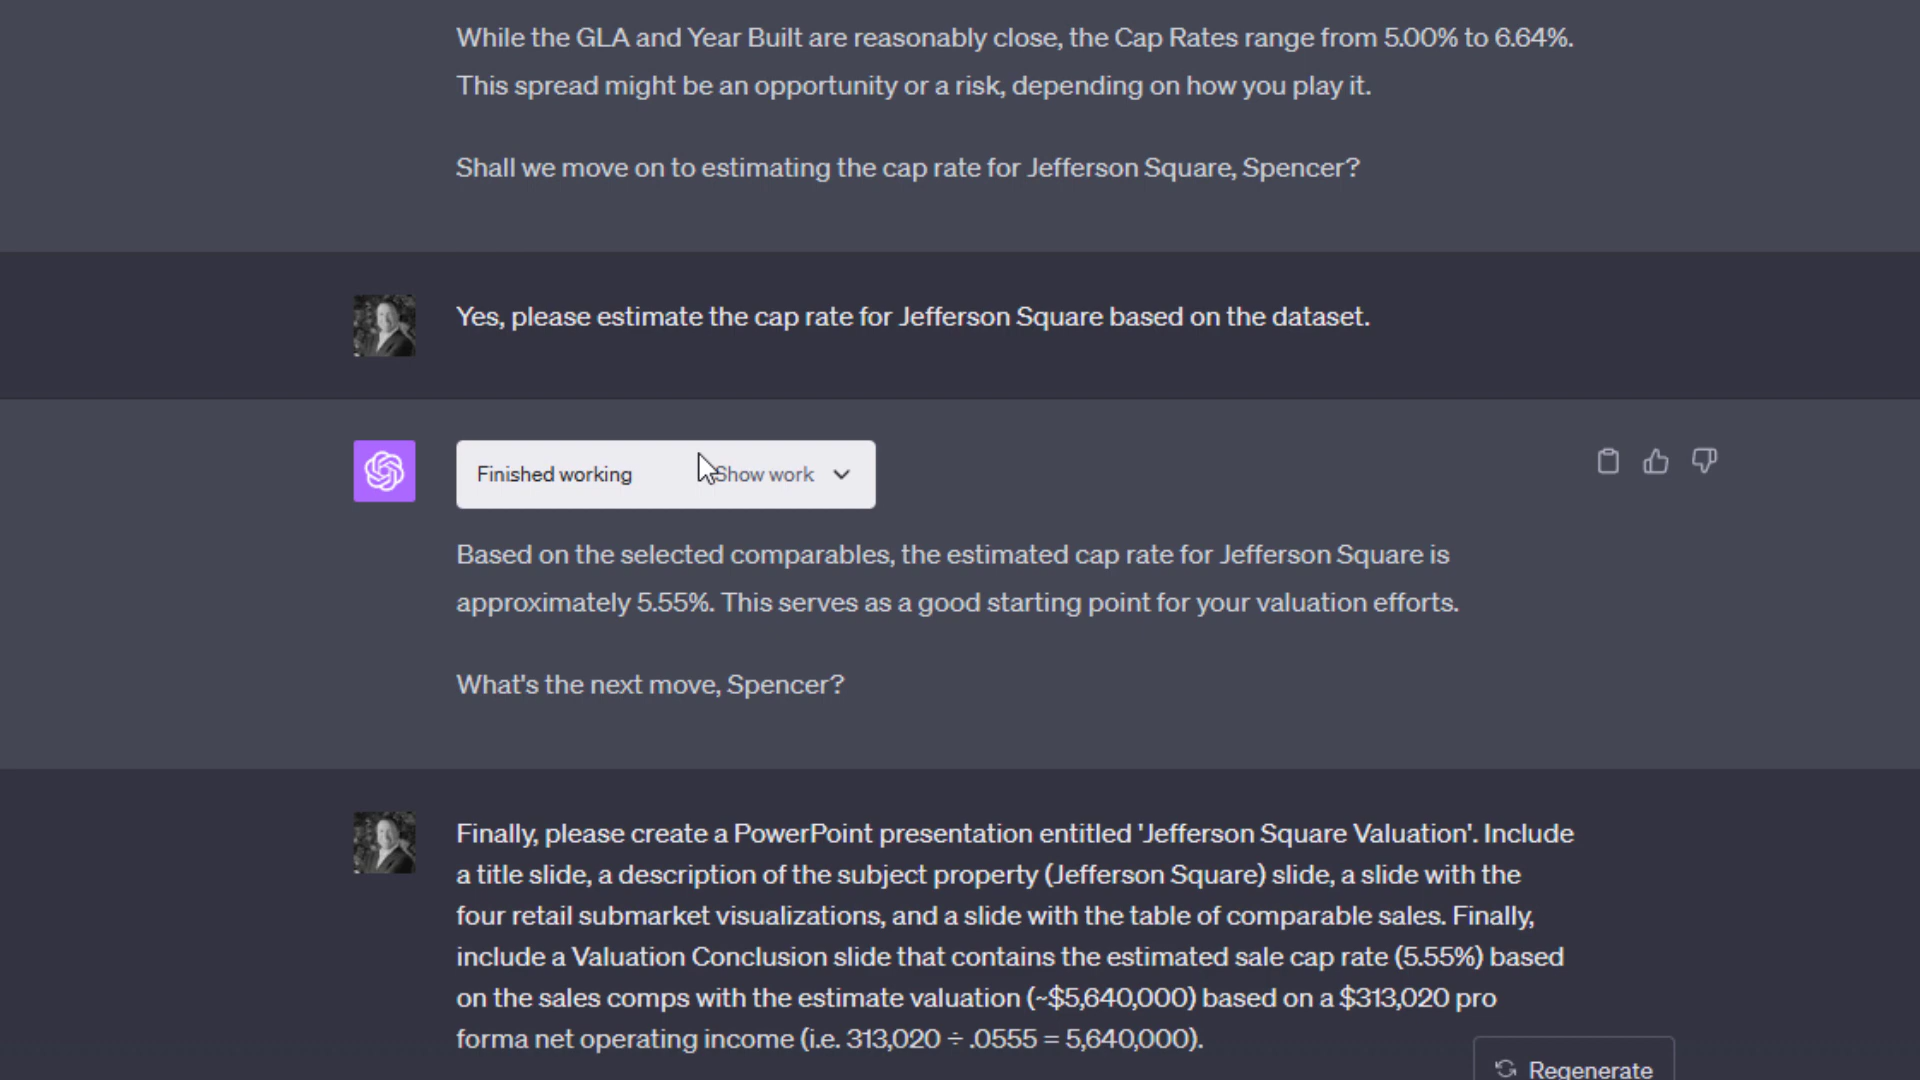 While the GLA and Year Built are reasonably close, the Cap Rates range from 5.00% to 6.64%.
This spread might be an opportunity or a risk, depending on how you play it.
Shall we move on to estimating the cap rate for Jefferson Square, Spencer?
Yes, please estimate the cap rate for Jefferson Square based on the dataset.
Finished working Show work
Based on the selected comparables, the estimated cap rate for Jefferson Square is
approximately 5.55%. This serves as a good starting point for your valuation efforts.
What's the next move, Spencer?
Finally, please create a PowerPoint presentation entitled 'Jefferson Square Valuation'. Include
a title slide, a description of the subject property (Jefferson Square) slide, a slide with the
four retail submarket visualizations, and a slide with the table of comparable sales. Finally,
include a Valuation Conclusion slide that contains the estimated sale cap rate (5.55%) based
on the sales comps with the estimate valuation (~$5,640,000) based on a $313,020 pro
forma net operating income (i.e. 313,020 ÷ .0555 = 5,640,000).
Regenerate